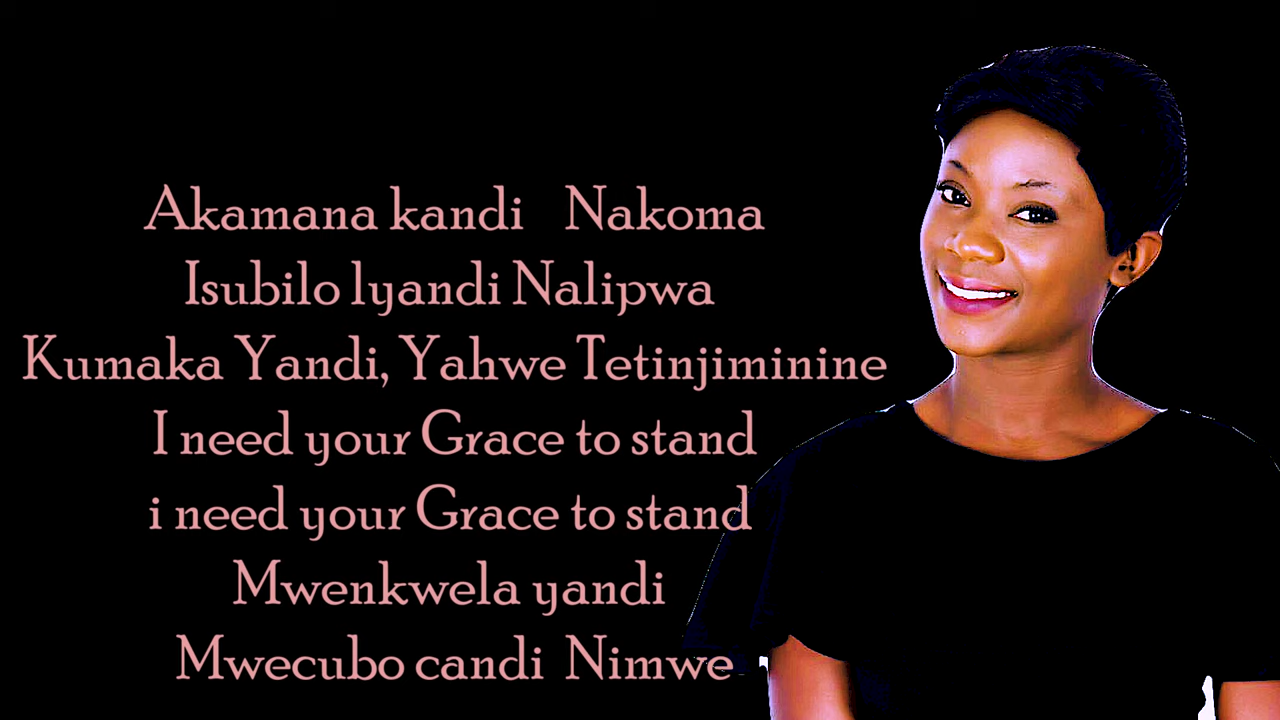 Akamana kandi Nakoma
Isubilo lyandi Nalipwa
Kumaka Yandi, Yahwe Tetinjiminine
I need your Grace to stand
i need your Grace to stand
Mwenkwela yandi
Mwecubo candi Nimwe